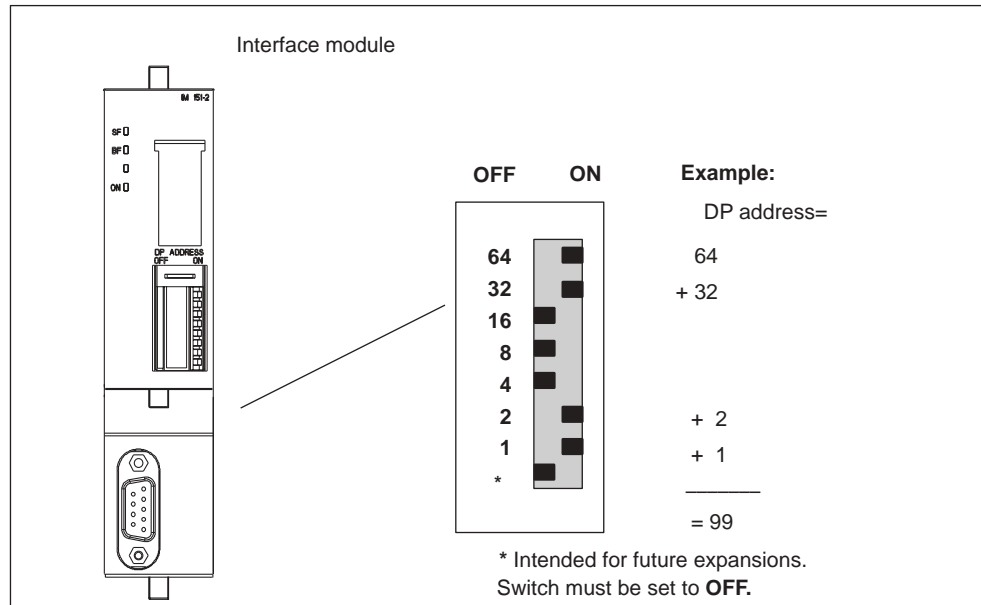 Interface module
IM 151-2
SF
BF
ON
DP ADDRESS
OFF ON
OFF ON
64
32
16
8
4
2
1
*
Example:
DP address=
64
+ 32
+ 2
+ 1
= 99
* Intended for future expansions.
Switch must be set to OFF.